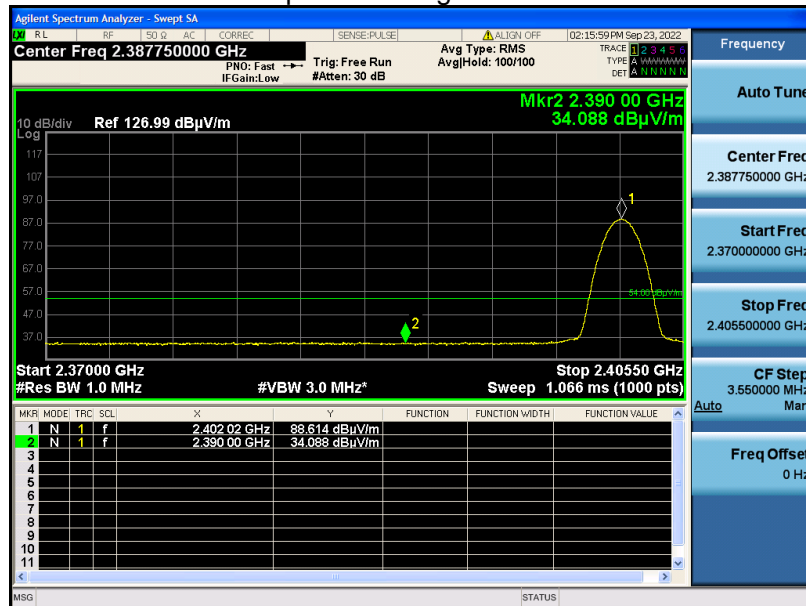 Agilent Spectrum Analyzer - Swept SA
LXI RL RF 50 Ω AC CORREC SENSE:PULSE ALIGN OFF 02:15:59 PM Sep 23, 2022
Center Freq 2.387750000 GHz
PNO: Fast
IFGain:Low
Trig: Free Run
#Atten: 30 dB
Avg Type: RMS
Avg|Hold: 100/100
TRACE 1 2 3 4 5 6
TYPE A WWWWW
DET A N N N N N
Mkr2 2.390 00 GHz
34.088 dBµV/m
10 dB/div Ref 126.99 dBµV/m
Log
117
107
97.0
87.0
77.0
67.0
57.0
47.0
37.0
1
54.00 dBµV/m
2
Start 2.37000 GHz Stop 2.40550 GHz
#Res BW 1.0 MHz #VBW 3.0 MHz* Sweep 1.066 ms (1000 pts)
MKR MODE TRC SCL X Y FUNCTION FUNCTION WIDTH FUNCTION VALUE
1 N 1 f 2.402 02 GHz 88.614 dBµV/m
2 N 1 f 2.390 00 GHz 34.088 dBµV/m
3
4
5
6
7
8
9
10
11
MSG STATUS
Frequency
Auto Tune
Center Freq
2.387750000 GHz
Start Freq
2.370000000 GHz
Stop Freq
2.405500000 GHz
CF Step
3.550000 MHz
Auto Man
Freq Offset
0 Hz